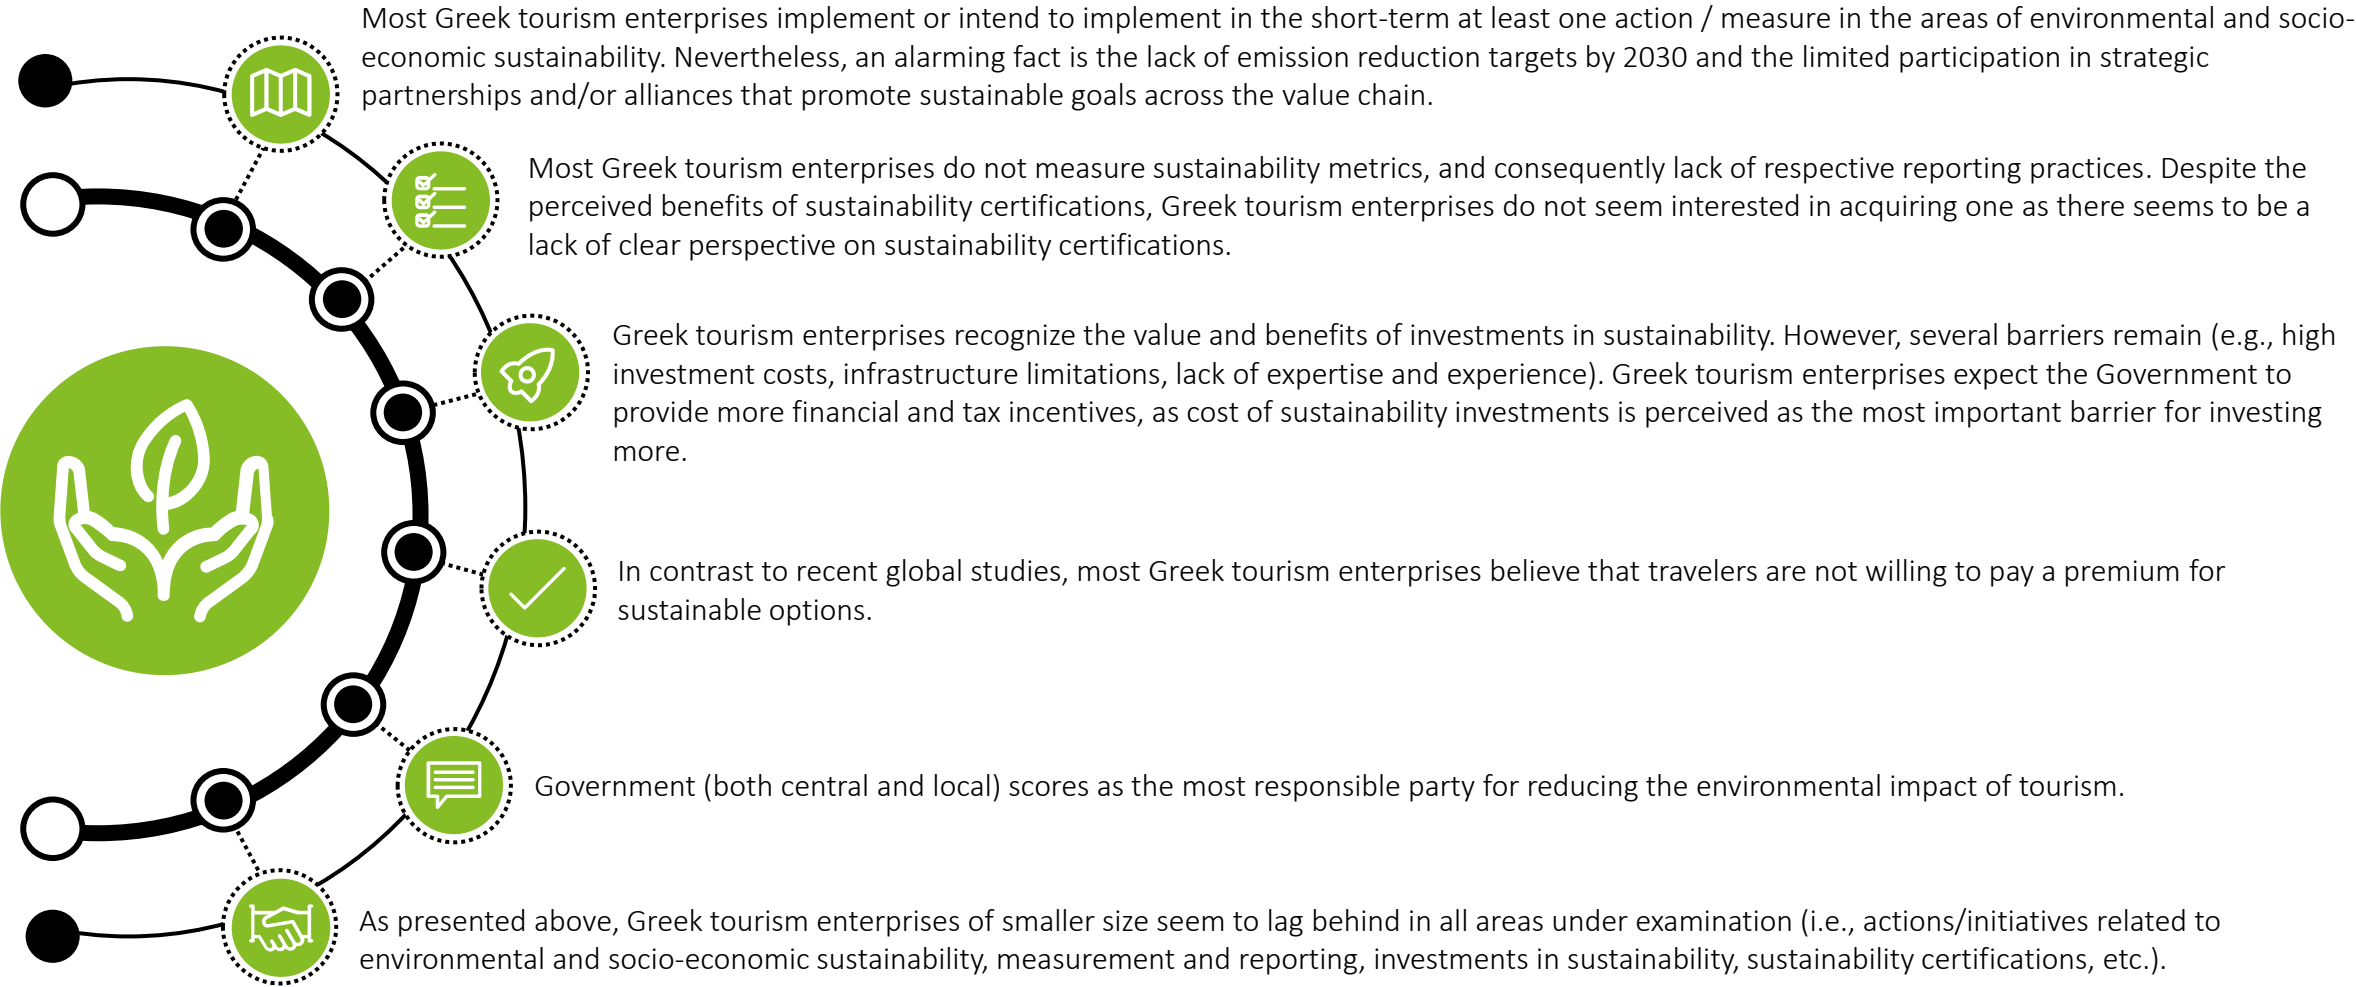 Most Greek tourism enterprises implement or intend to implement in the short-term at least one action / measure in the areas of environmental and socio-
economic sustainability. Nevertheless, an alarming fact is the lack of emission reduction targets by 2030 and the limited participation in strategic
partnerships and/or alliances that promote sustainable goals across the value chain.
Most Greek tourism enterprises do not measure sustainability metrics, and consequently lack of respective reporting practices. Despite the
perceived benefits of sustainability certifications, Greek tourism enterprises do not seem interested in acquiring one as there seems to be a
lack of clear perspective on sustainability certifications.
Greek tourism enterprises recognize the value and benefits of investments in sustainability. However, several barriers remain (e.g., high
investment costs, infrastructure limitations, lack of expertise and experience). Greek tourism enterprises expect the Government to
provide more financial and tax incentives, as cost of sustainability investments is perceived as the most important barrier for investing
more.
In contrast to recent global studies, most Greek tourism enterprises believe that travelers are not willing to pay a premium for
sustainable options.
Government (both central and local) scores as the most responsible party for reducing the environmental impact of tourism.
As presented above, Greek tourism enterprises of smaller size seem to lag behind in all areas under examination (i.e., actions/initiatives related to
environmental and socio-economic sustainability, measurement and reporting, investments in sustainability, sustainability certifications, etc.).